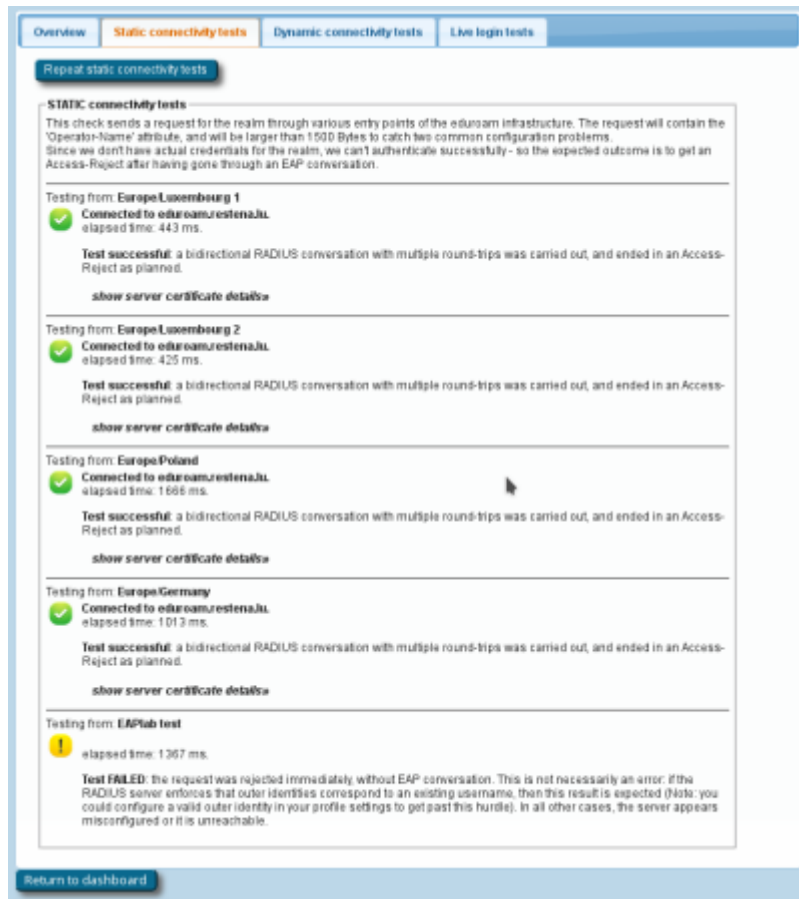 Overview Static connectivity tests Dynamic connectivity tests Live login tests
Repeat static connectivity tests
STATIC connectivity tests
This check sends a request for the realm through various entry points of the eduroam infrastructure. The request will contain the
'Operator-Name' attribute, and will be larger than 1500 Bytes to catch two common configuration problems.
Since we don't have actual credentials for the realm, we can't authenticate successfully - so the expected outcome is to get an
Access-Reject after having gone through an EAP conversation.
Testing from: Europe/Luxembourg 1
Connected to eduroam.restena.lu.
elapsed time: 443 ms.
Test successful: a bidirectional RADIUS conversation with multiple round-trips was carried out, and ended in an Access-
Reject as planned.
show server certificate details»
Testing from: Europe/Luxembourg 2
Connected to eduroam.restena.lu.
elapsed time: 425 ms.
Test successful: a bidirectional RADIUS conversation with multiple round-trips was carried out, and ended in an Access-
Reject as planned.
show server certificate details»
Testing from: Europe/Poland
Connected to eduroam.restena.lu.
elapsed time: 1666 ms.
Test successful: a bidirectional RADIUS conversation with multiple round-trips was carried out, and ended in an Access-
Reject as planned.
show server certificate details»
Testing from: Europe/Germany
Connected to eduroam.restena.lu.
elapsed time: 1013 ms.
Test successful: a bidirectional RADIUS conversation with multiple round-trips was carried out, and ended in an Access-
Reject as planned.
show server certificate details»
Testing from: EAPlab test
elapsed time: 1367 ms.
Test FAILED: the request was rejected immediately, without EAP conversation. This is not necessarily an error: if the
RADIUS server enforces that outer identities correspond to an existing username, then this result is expected (Note: you
could configure a valid outer identity in your profile settings to get past this hurdle). In all other cases, the server appears
misconfigured or it is unreachable.
Return to dashboard